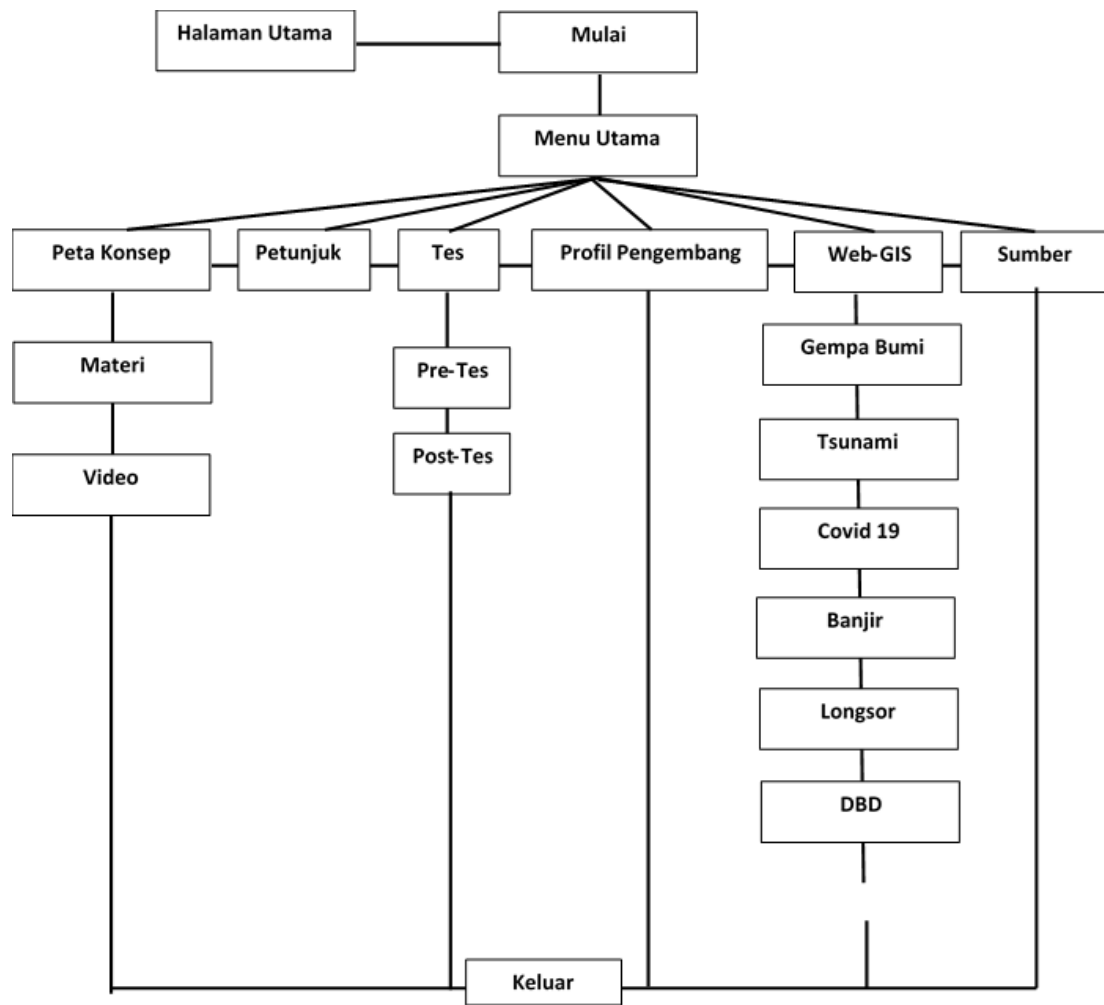 Halaman Utama
Mulai
Menu Utama
Peta Konsep
Petunjuk
Tes
Profil Pengembang
Web-GIS
Sumber
Materi
Video
Pre-Tes
Post-Tes
Gempa Bumi
Tsunami
Covid 19
Banjir
Longsor
DBD
Keluar